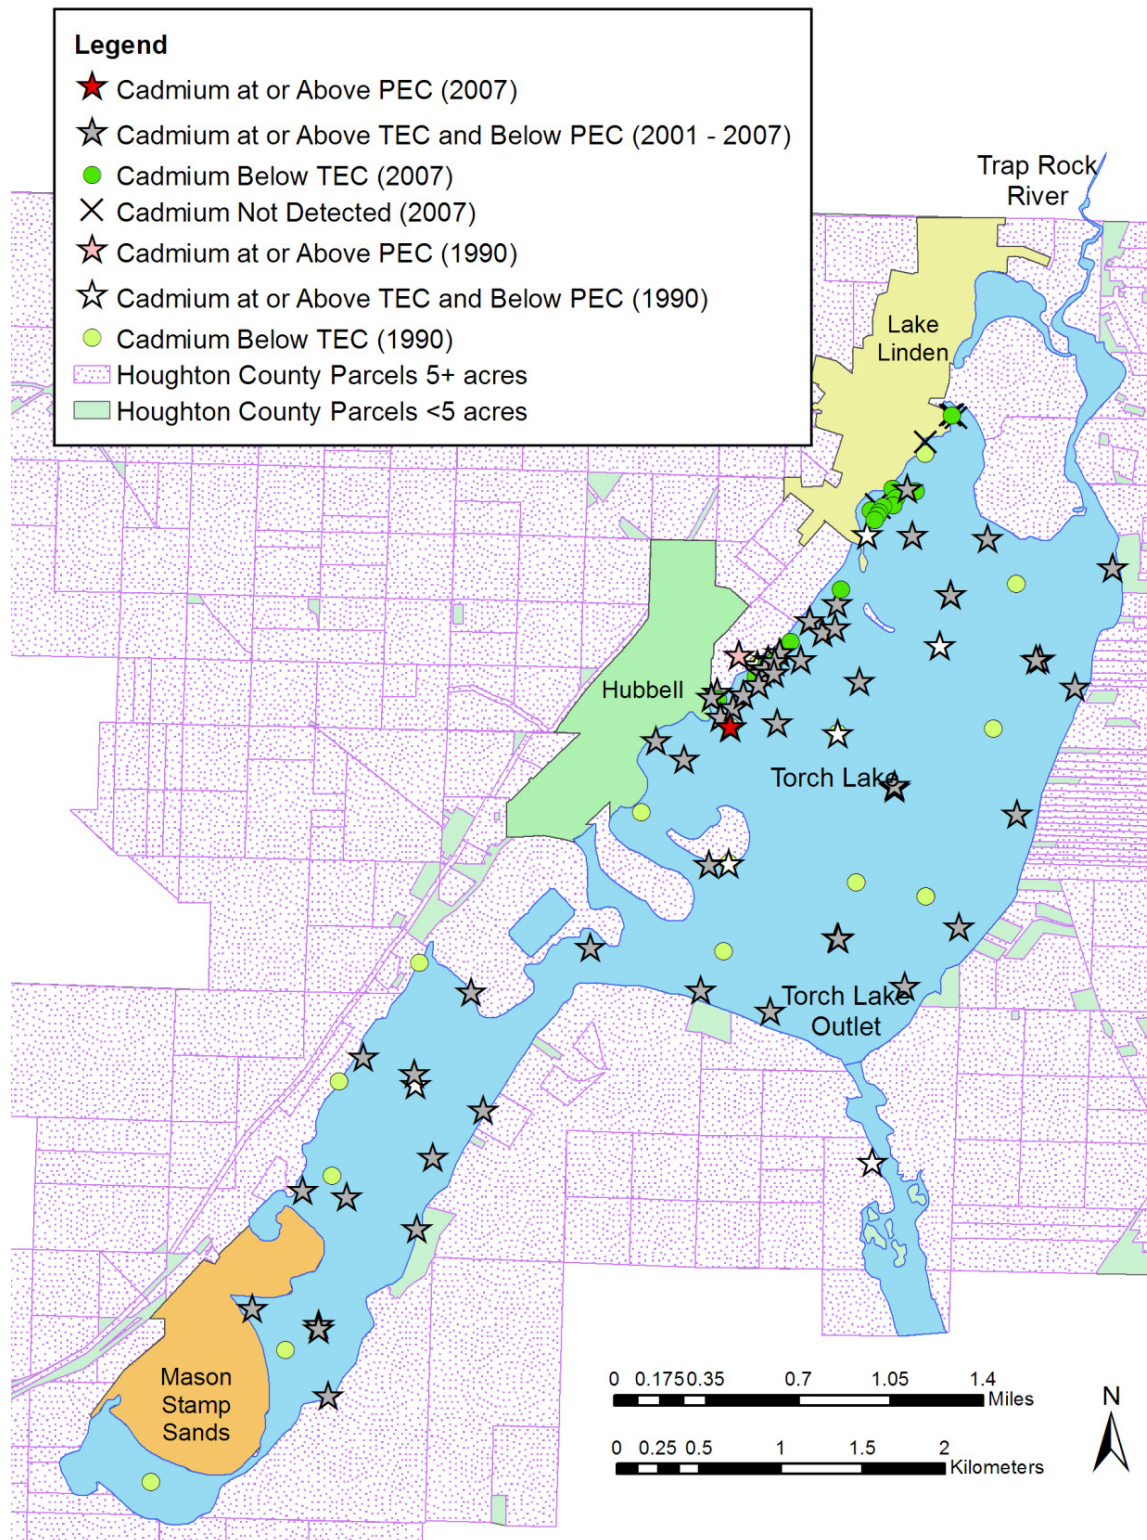 Legend
Cadmium at or Above PEC (2007)
Cadmium at or Above TEC and Below PEC (2001 - 2007)
Cadmium Below TEC (2007)
Cadmium Not Detected (2007)
Cadmium at or Above PEC (1990)
Cadmium at or Above TEC and Below PEC (1990)
Cadmium Below TEC (1990)
Houghton County Parcels 5+ acres
Houghton County Parcels <5 acres
Trap Rock
River
Lake
Linden
Hubbell
Torch Lake
Torch Lake
Outlet
Mason
Stamp
Sands
0 0.175 0.35 0.7 1.05 1.4
Miles
0 0.25 0.5 1 1.5 2
Kilometers
N